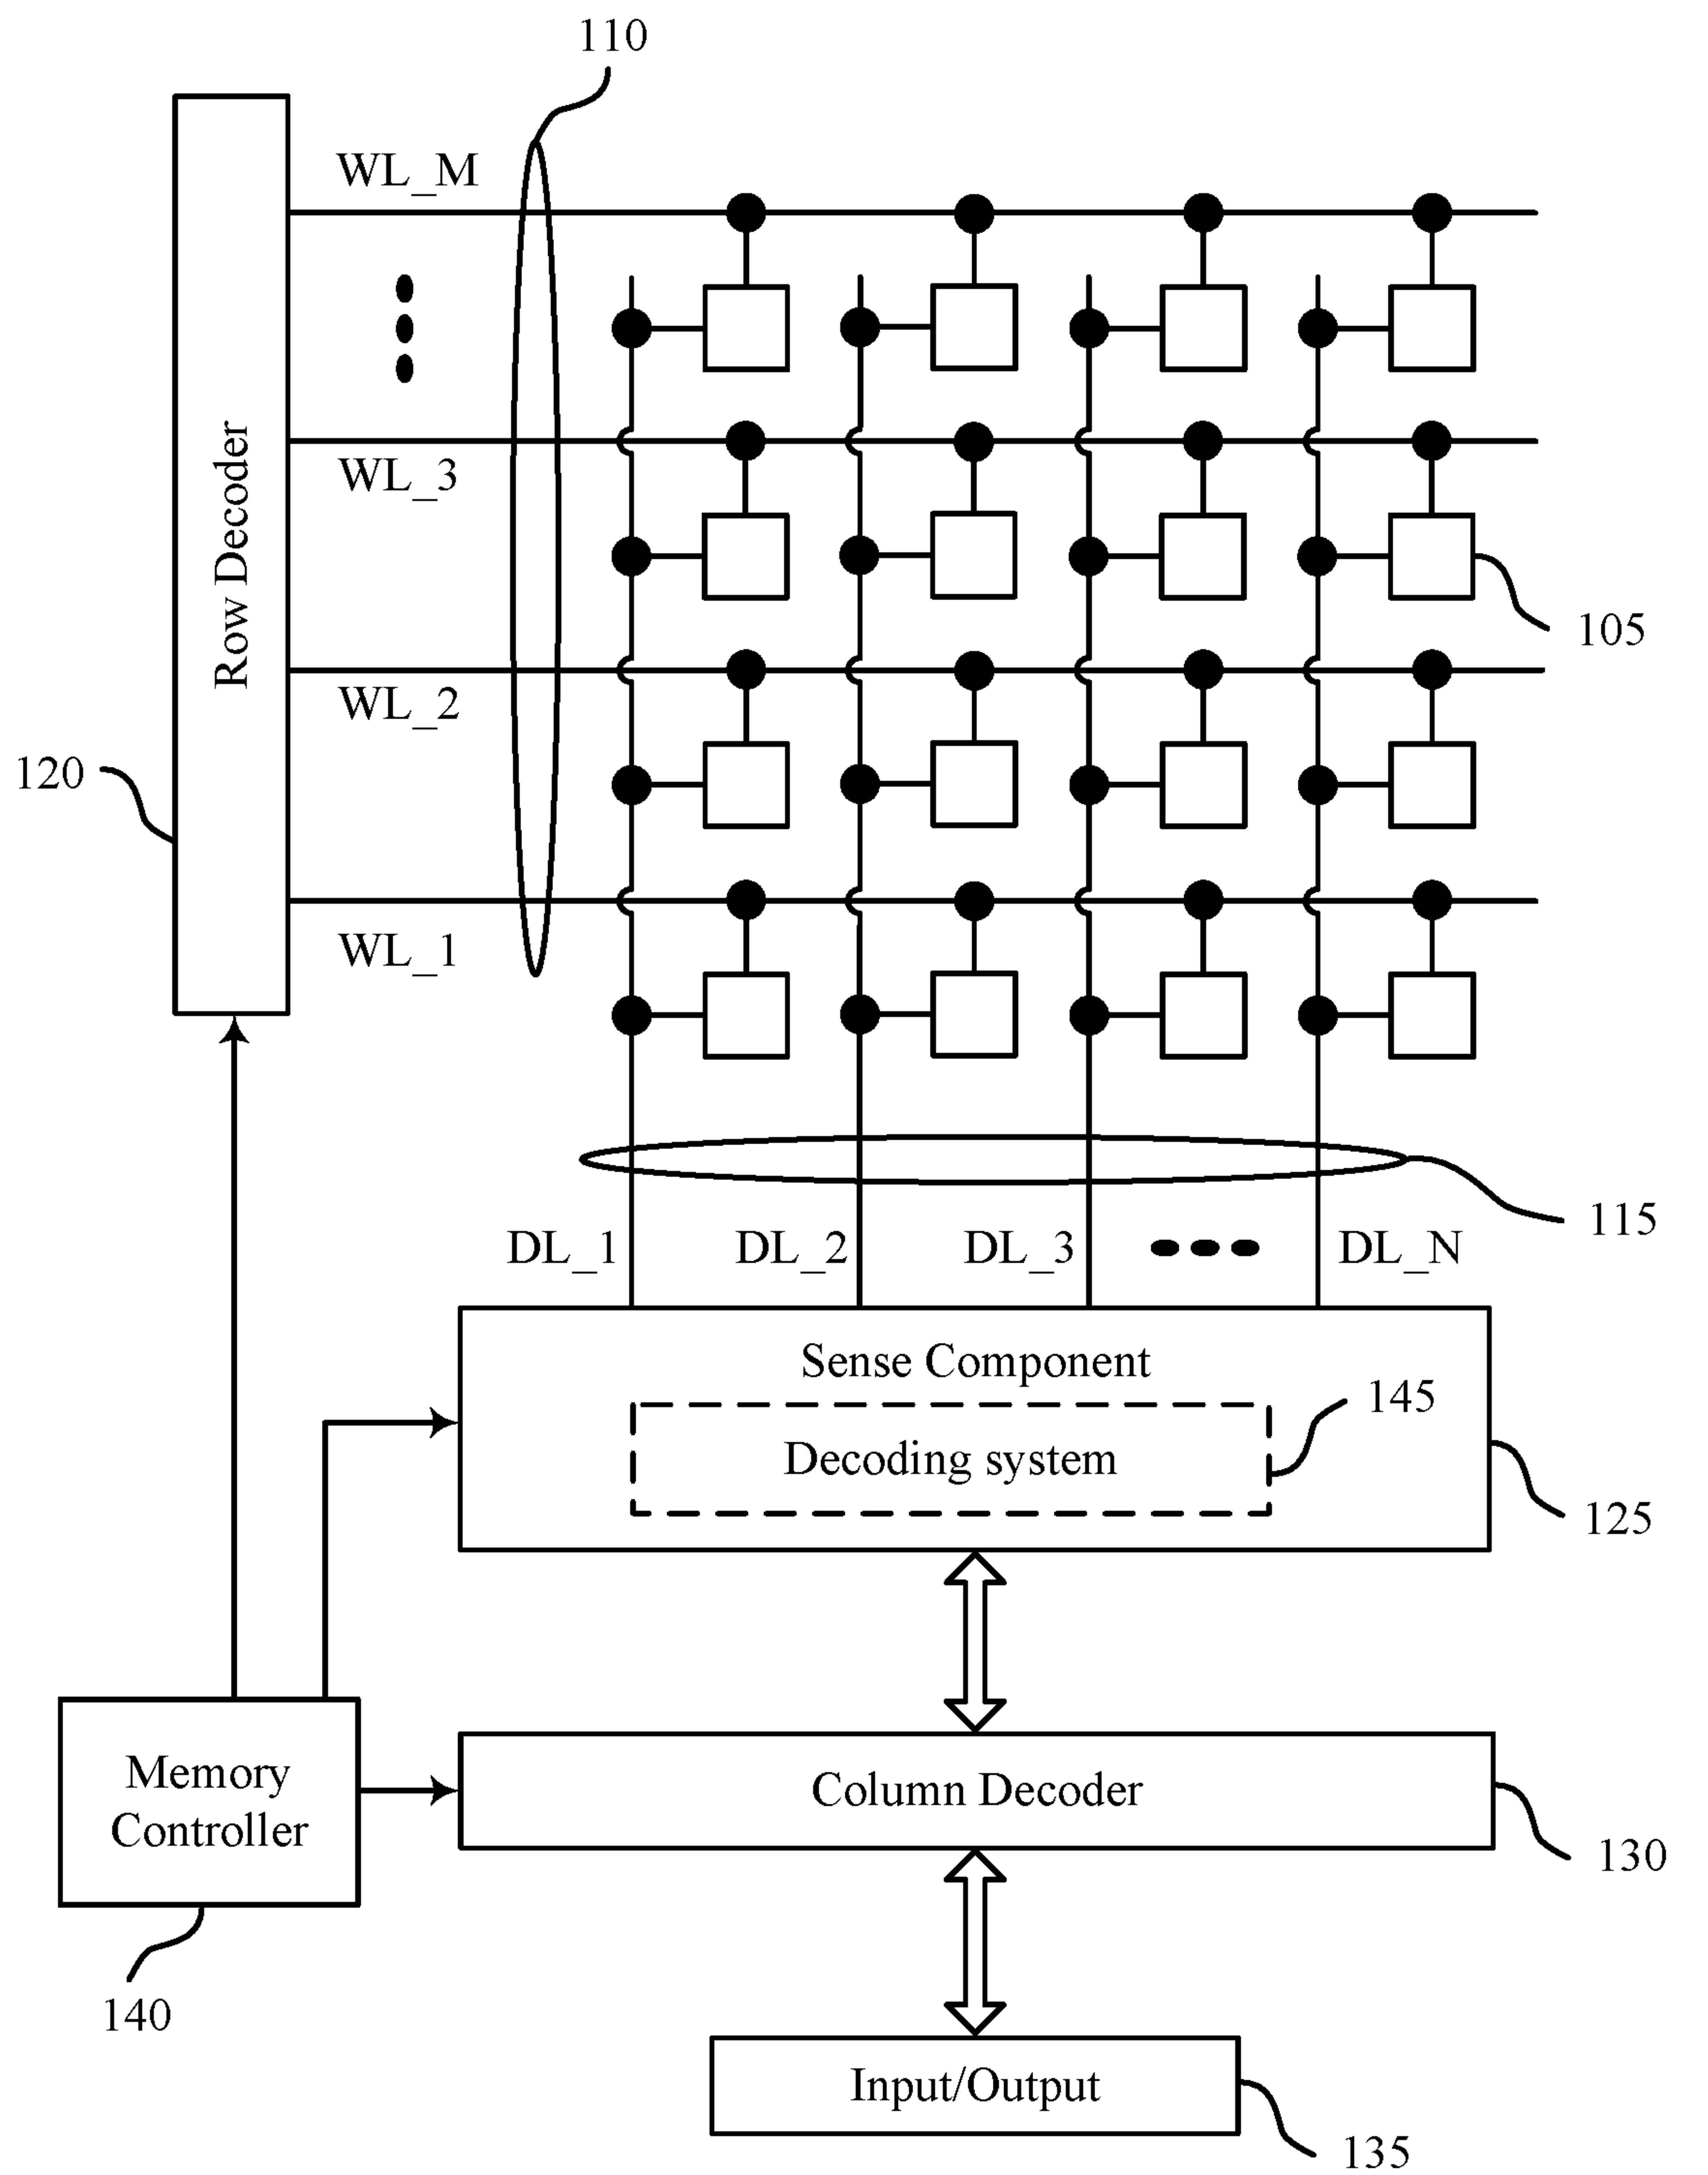 110
WL_M
WL_3
Row Decoder
105
WL_2
120
WL_1
115
DL_1
DL_2
DL_3
DL_N
Sense Component
145
Decoding system
125
Memory
Controller
Column Decoder
130
140
Input/Output
135